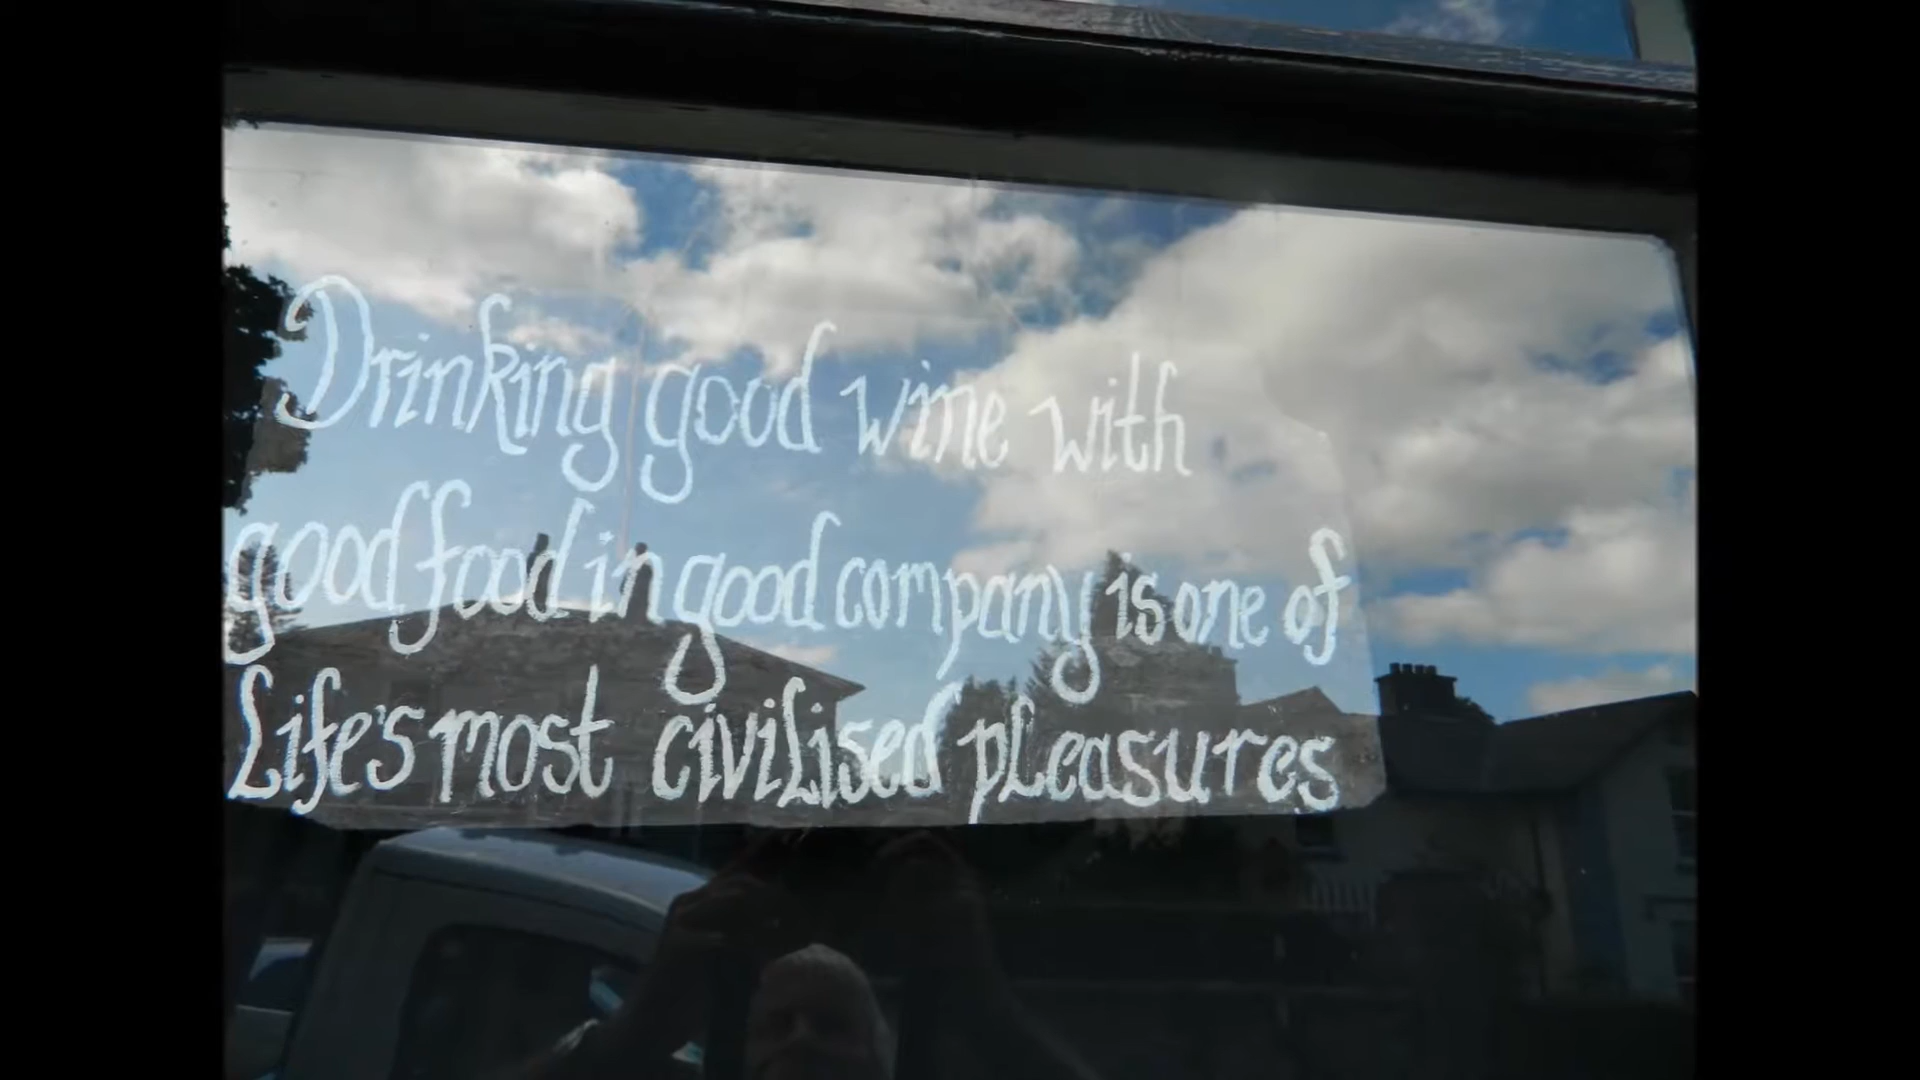 Drinking good wine with
good food in good company is one of
Life's most civilised pleasures